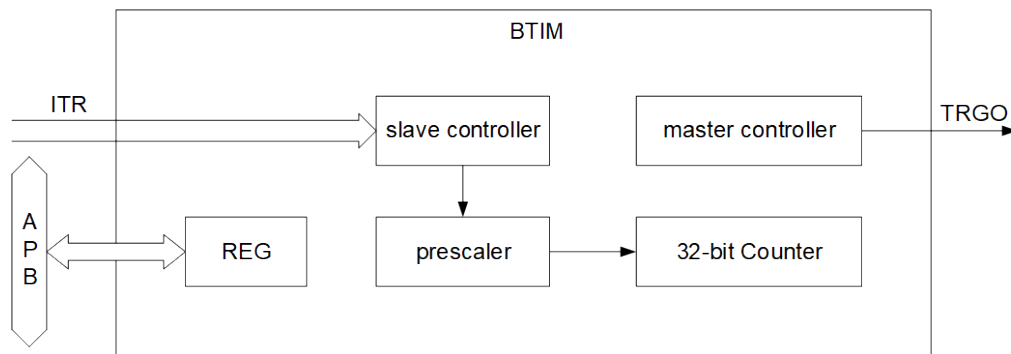 BTIM
ITR
slave controller
master controller
TRGO
A
P
B
REG
prescaler
32-bit Counter